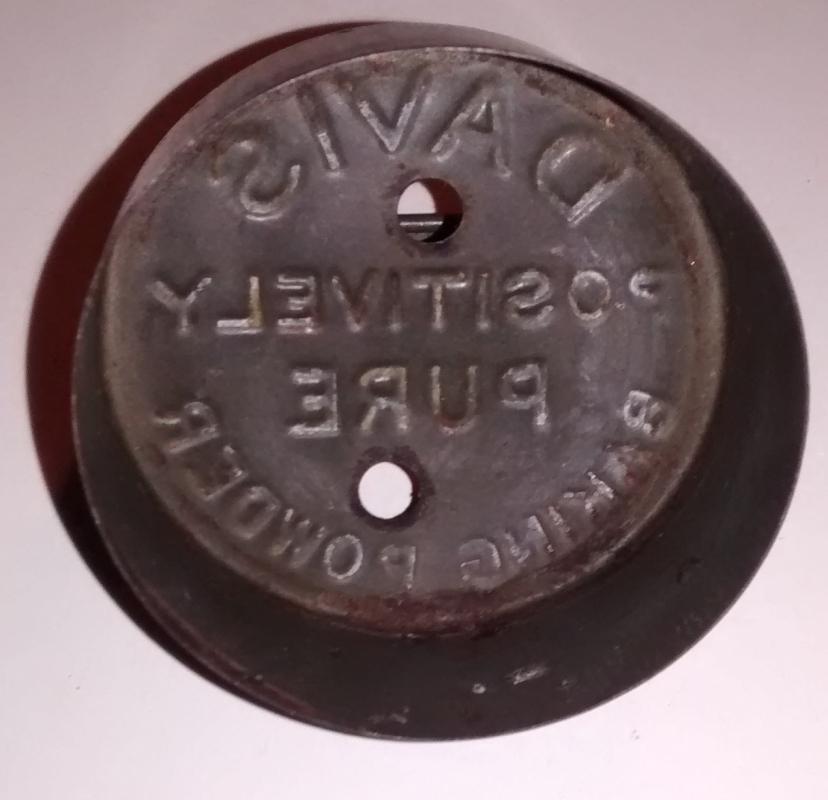 DAVIS
POSITIVELY
PURE
BAKING POWDER